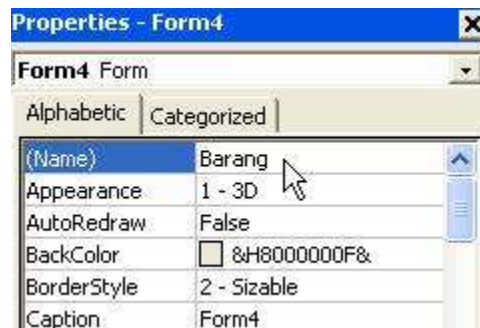 Properties - Form4
Form4 Form
Alphabetic Categorized
(Name) Barang
Appearance 1 - 3D
AutoRedraw False
BackColor &H8000000F&
BorderStyle 2 - Sizable
Caption Form4